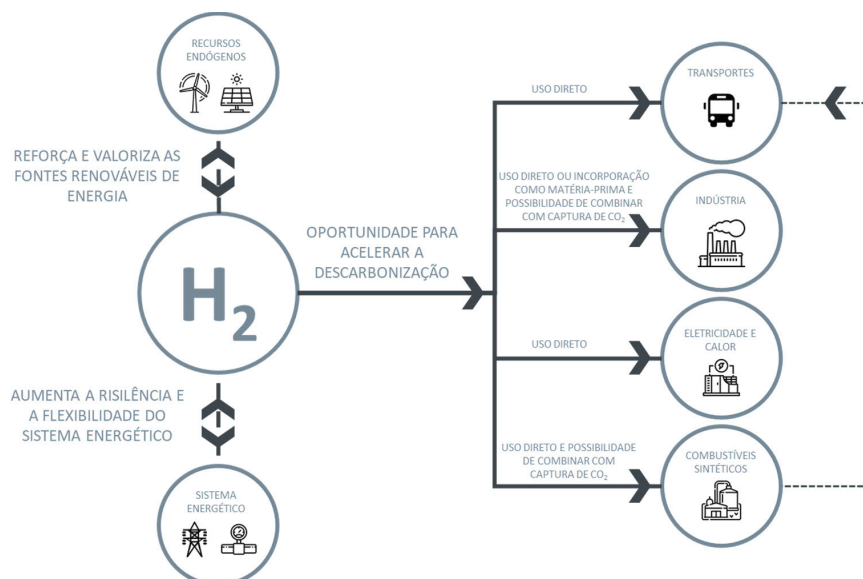 RECURSOS
ENDÓGENOS
REFORÇA E VALORIZA AS
FONTES RENOVÁVEIS DE
ENERGIA
H2
AUMENTA A RISILÊNCIA E
A FLEXIBILIDADE DO
SISTEMA ENERGÉTICO
SISTEMA
ENERGÉTICO
OPORTUNIDADE PARA
ACELERAR A
DESCARBONIZAÇÃO
USO DIRETO
TRANSPORTES
USO DIRETO OU INCORPORAÇÃO
COMO MATÉRIA-PRIMA E
POSSIBILIDADE DE COMBINAR
COM CAPTURA DE CO2
INDÚSTRIA
USO DIRETO
ELETRICIDADE E
CALOR
USO DIRETO E POSSIBILIDADE
DE COMBINAR COM
CAPTURA DE CO2
COMBUSTÍVEIS
SINTÉTICOS